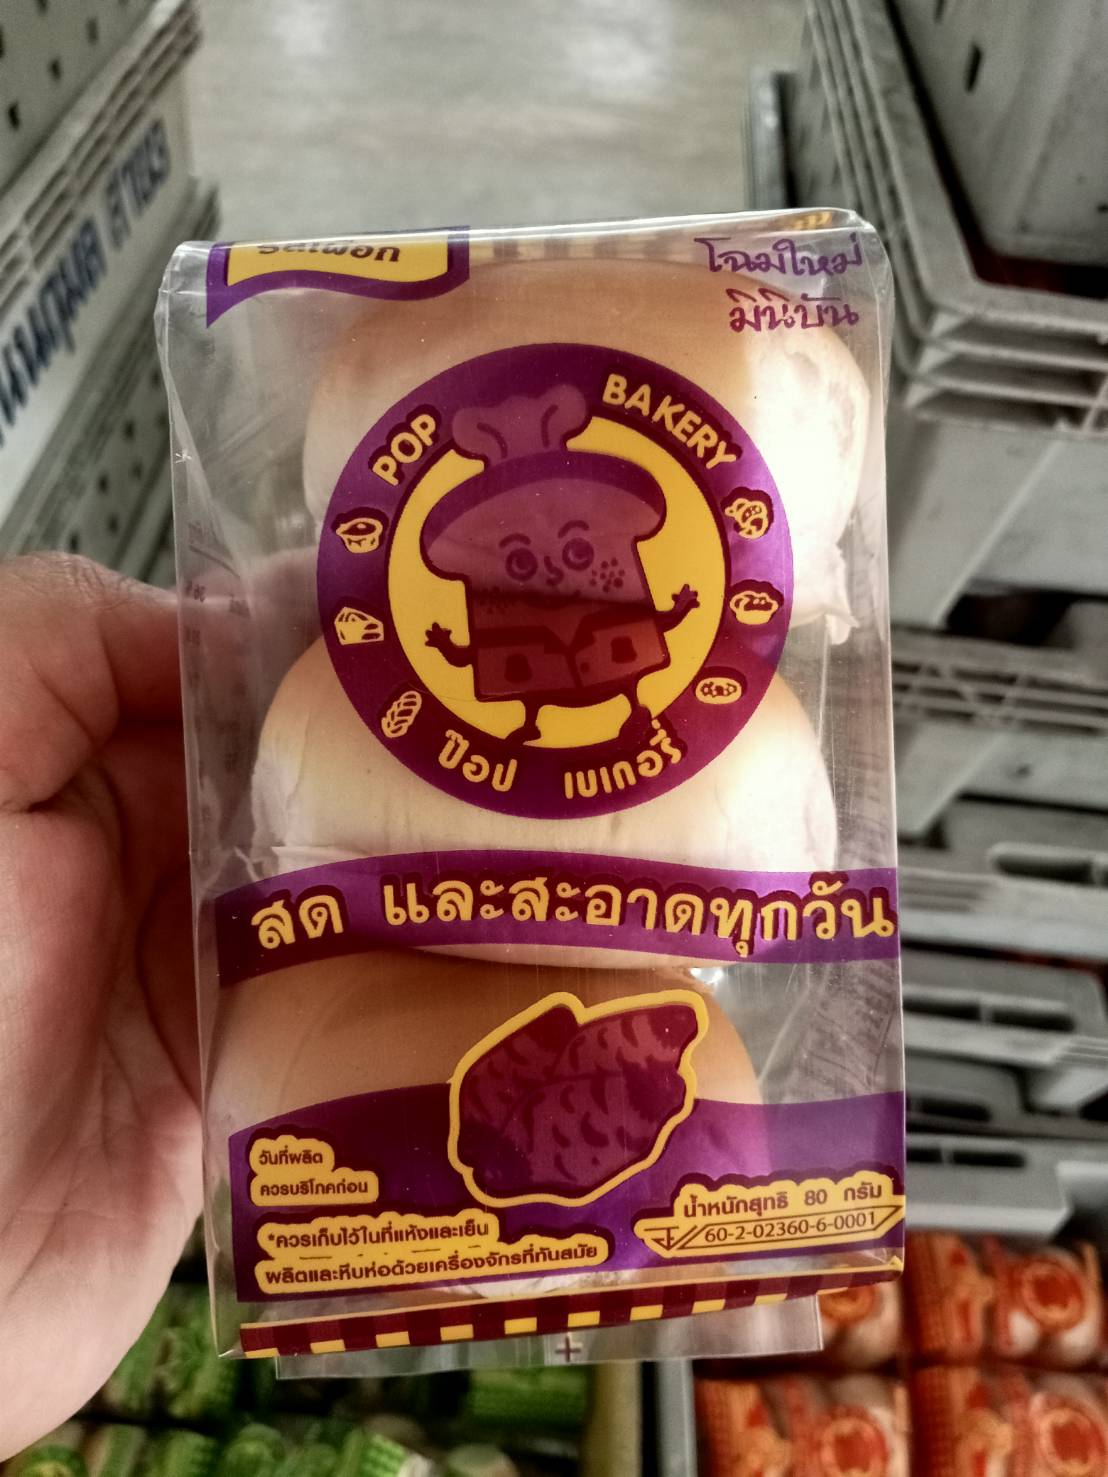 รสเผือก
โฉมใหม่
มินิบัน
POP BAKERY
ป๊อป เบเกอรี่
สด และสะอาดทุกวัน
วันที่ผลิต
ควรบริโภคก่อน
*ควรเก็บไว้ในที่แห้งและเย็น
ผลิตและหีบห่อด้วยเครื่องจักรที่ทันสมัย
น้ำหนักสุทธิ 80 กรัม
60-2-02360-6-0001